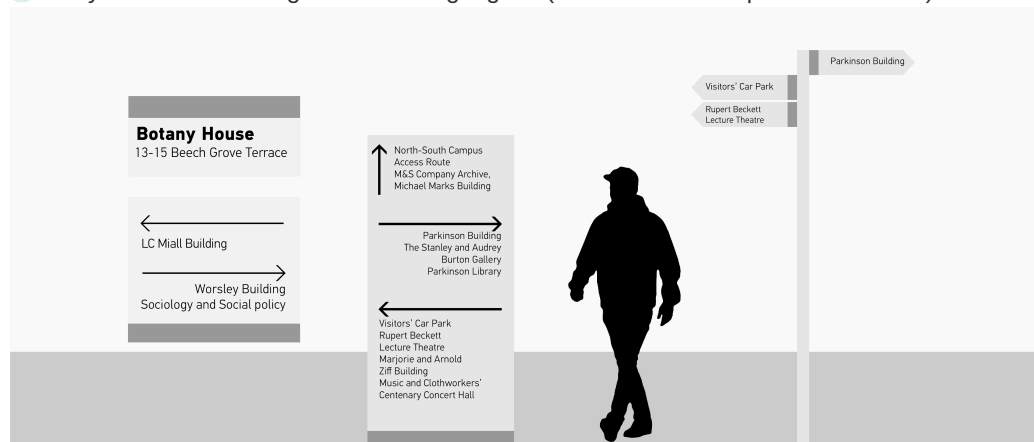 Botany House
13-15 Beech Grove Terrace
LC Miall Building
Worsley Building
Sociology and Social policy
North-South Campus
Access Route
M&S Company Archive,
Michael Marks Building
Parkinson Building
The Stanley and Audrey
Burton Gallery
Parkinson Library
Visitors' Car Park
Rupert Beckett
Lecture Theatre
Marjorie and Arnold
Ziff Building
Music and Clothworkers'
Centenary Concert Hall
Visitors' Car Park
Rupert Beckett
Lecture Theatre
Parkinson Building